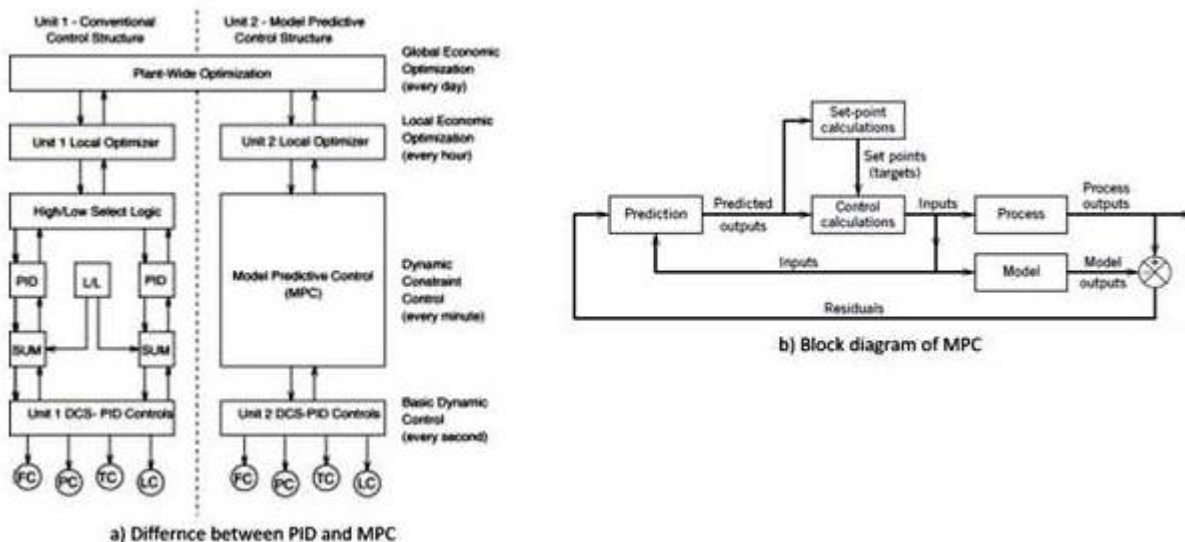 Unit 1 - Conventional
Control Structure
Unit 2 - Model Predictive
Control Structure
Plant-Wide Optimization
Global Economic
Optimization
(every day)
Unit 1 Local Optimizer
Unit 2 Local Optimizer
Local Economic
Optimization
(every hour)
High/Low Select Logic
PID
L/L
PID
SUM
SUM
Model Predictive Control
(MPC)
Dynamic
Constraint
Control
(every minute)
Unit 1 DCS- PID Controls
Unit 2 DCS-PID Controls
Basic Dynamic
Control
(every second)
FC
PC
TC
LC
FC
PC
TC
LC
a) Differnce between PID and MPC
Set-point
calculations
Set points
(targets)
Prediction
Predicted
outputs
Control
calculations
Inputs
Process
Process
outputs
Inputs
Model
Model
outputs
+
-
Residuals
b) Block diagram of MPC